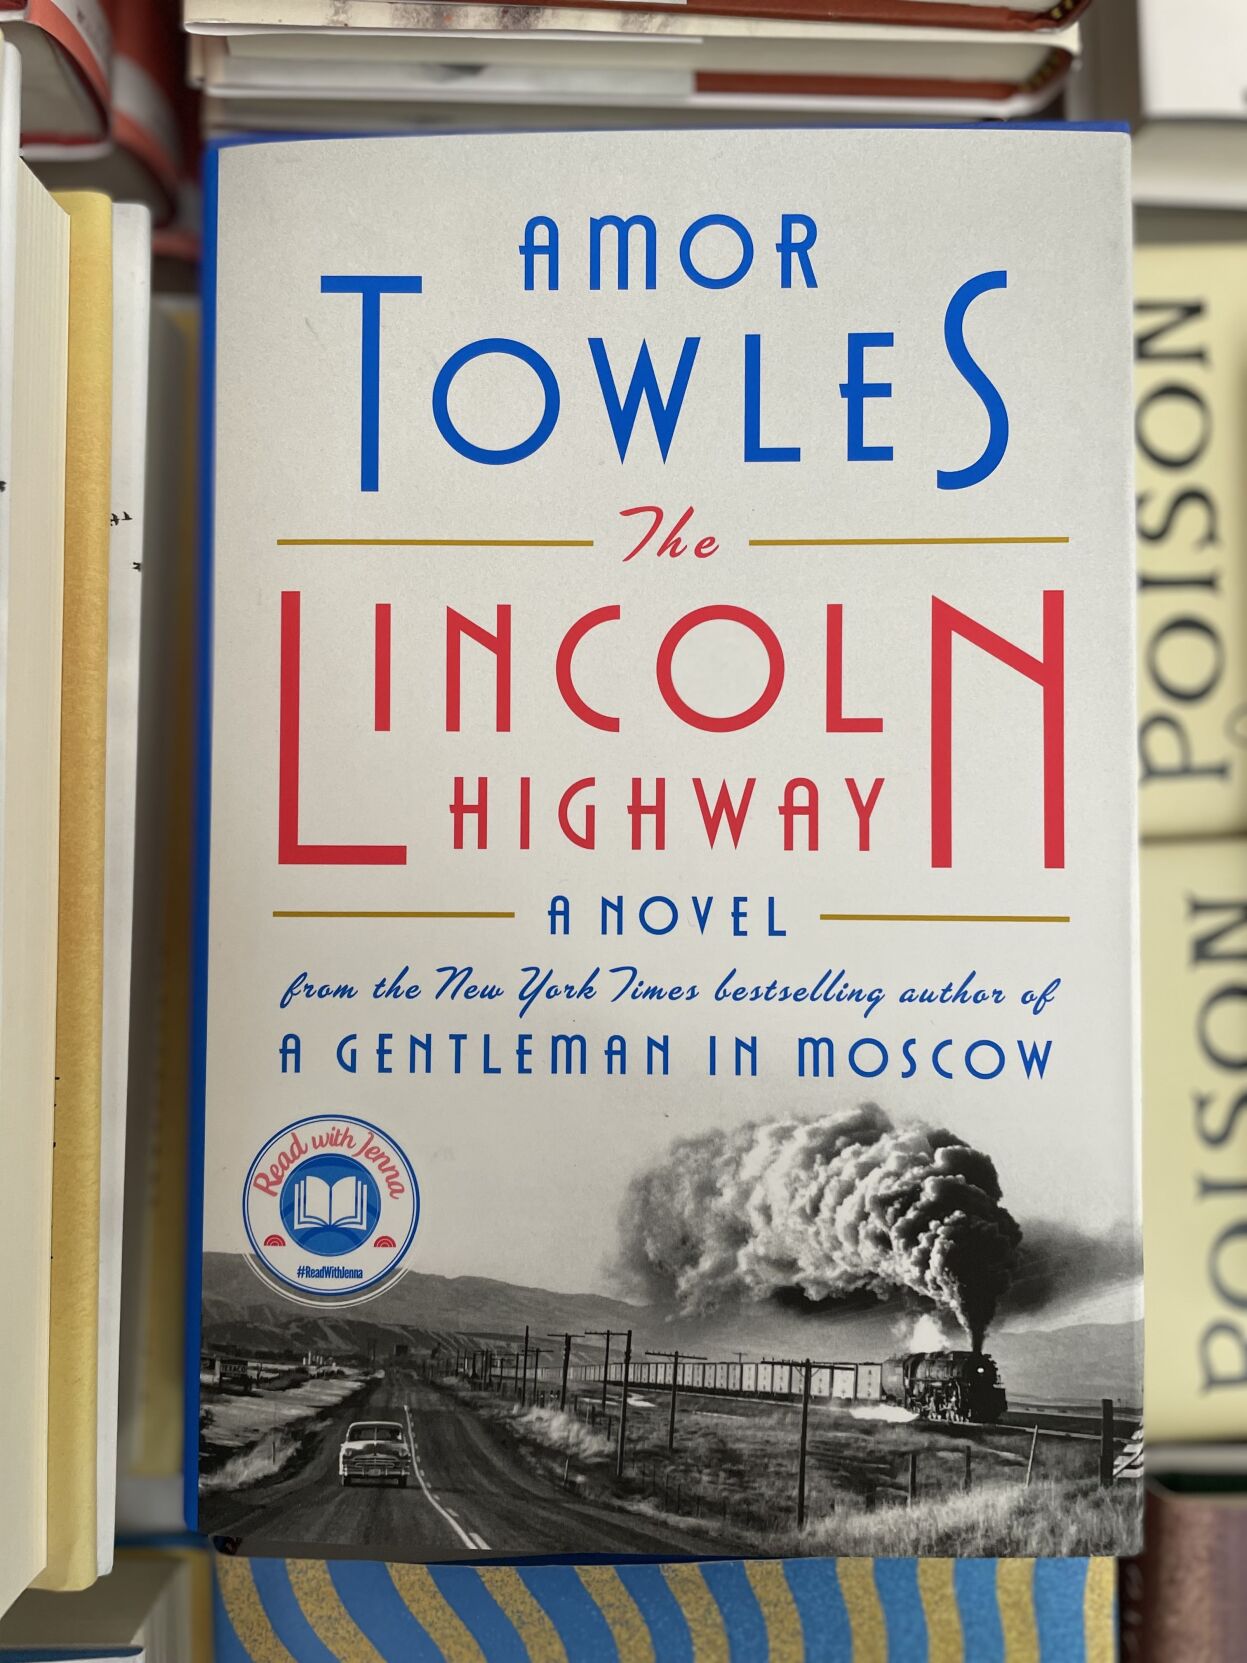 AMOR
TOWLES
The
LINCOLN
HIGHWAY
A NOVEL
from the New York Times bestselling author of
A GENTLEMAN IN MOSCOW
Read with Jenna
#ReadWithJenna
TEXACO
POISON
POISON